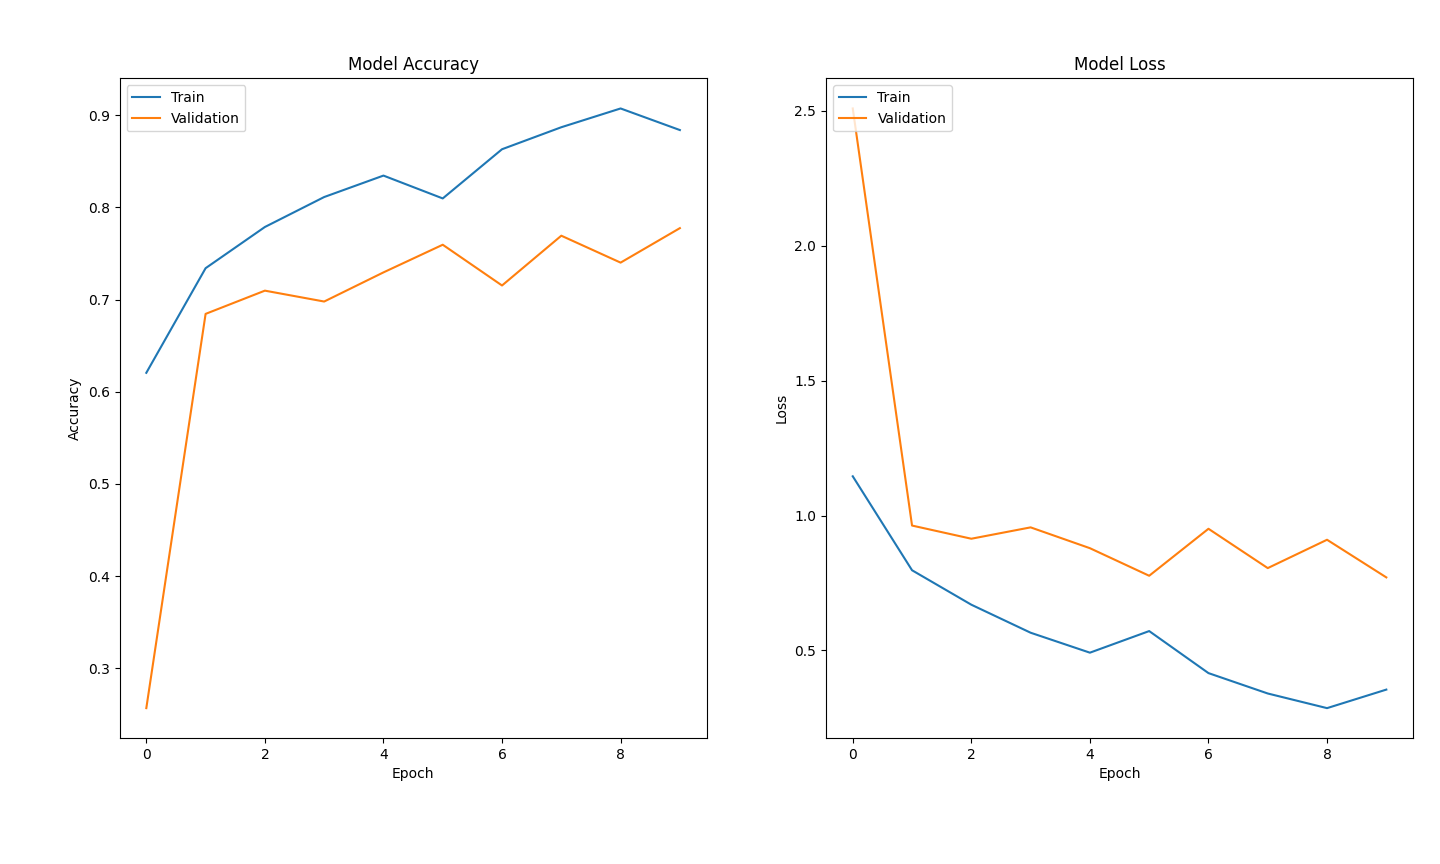 Model Accuracy
Train
Validation
0.9
0.8
0.7
0.6
0.5
0.4
0.3
Accuracy
0 2 4 6 8
Epoch
Model Loss
Train
Validation
2.5
2.0
1.5
1.0
0.5
Loss
0 2 4 6 8
Epoch